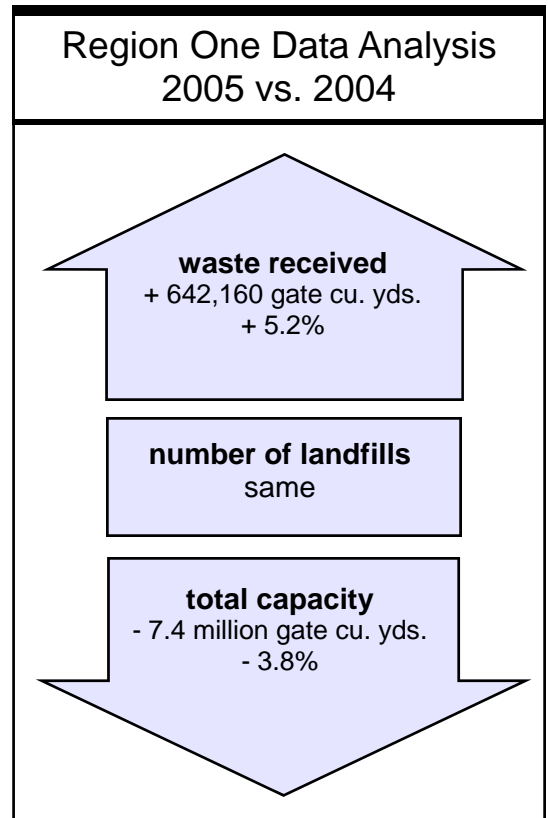 Region One Data Analysis
2005 vs. 2004
waste received
+ 642,160 gate cu. yds.
+ 5.2%
number of landfills
same
total capacity
- 7.4 million gate cu. yds.
- 3.8%